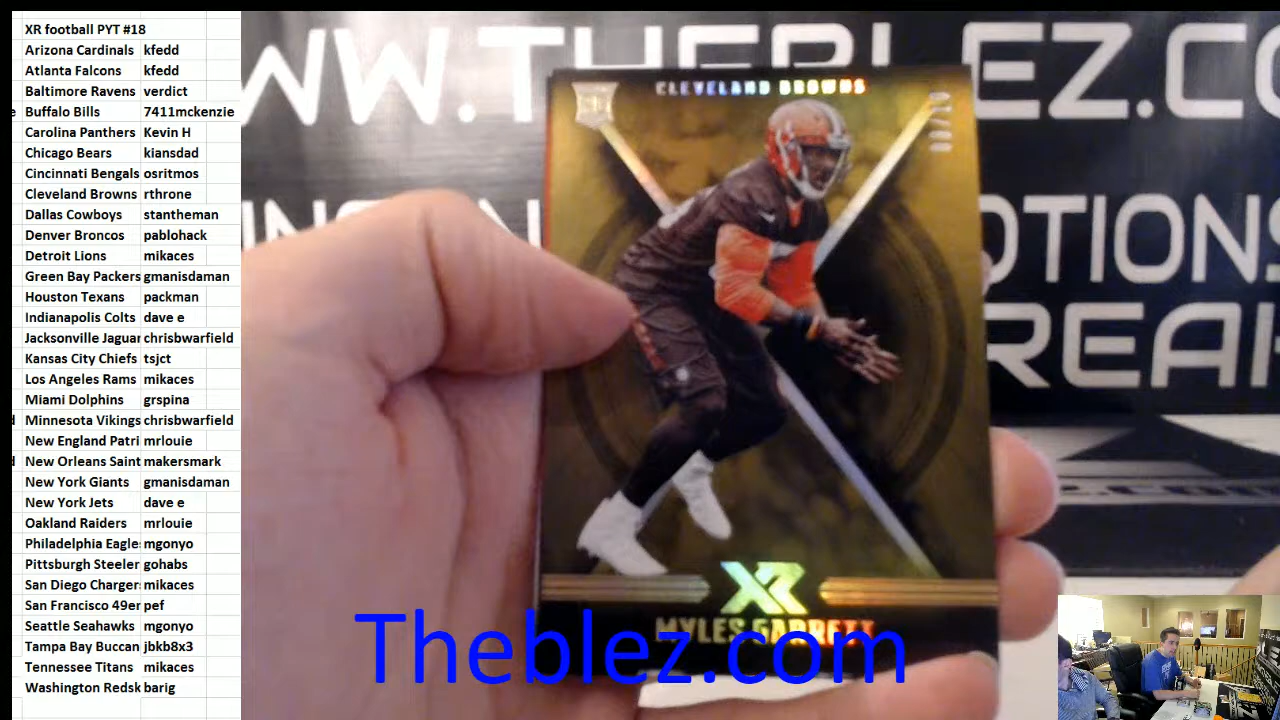 XR football PYT #18
Arizona Cardinals kfedd
Atlanta Falcons kfedd
Baltimore Ravens verdict
Buffalo Bills 7411mckenzie
Carolina Panthers Kevin H
Chicago Bears kiansdad
Cincinnati Bengals osritmos
Cleveland Browns rthrone
Dallas Cowboys stantheman
Denver Broncos pablohack
Detroit Lions mikaces
Green Bay Packers gmanisdaman
Houston Texans packman
Indianapolis Colts dave e
Jacksonville Jaguar chrisbwarfield
Kansas City Chiefs tsjct
Los Angeles Rams mikaces
Miami Dolphins grspina
Minnesota Vikings chrisbwarfield
New England Patri mrlouie
New Orleans Saint makersmark
New York Giants gmanisdaman
New York Jets dave e
Oakland Raiders mrlouie
Philadelphia Eagle mgonyo
Pittsburgh Steeler gohabs
San Diego Charger mikaces
San Francisco 49er pef
Seattle Seahawks mgonyo
Tampa Bay Buccan jbkb8x3
Tennessee Titans mikaces
Washington Redsk barig
WW.THEBLEZ.COM
OTIONS
REA
CLEVELAND BROWNS
XR
MYLES GARRETT
Theblez.com